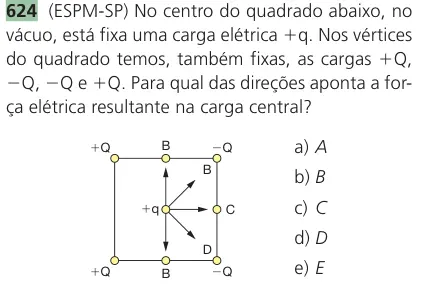 624 (ESPM-SP) No centro do quadrado abaixo, no
vácuo, está fixa uma carga elétrica +q. Nos vértices
do quadrado temos, também fixas, as cargas +Q,
−Q, −Q e +Q. Para qual das direções aponta a for-
ça elétrica resultante na carga central?
+Q B −Q
B
+q C
D
+Q B −Q
a) A
b) B
c) C
d) D
e) E